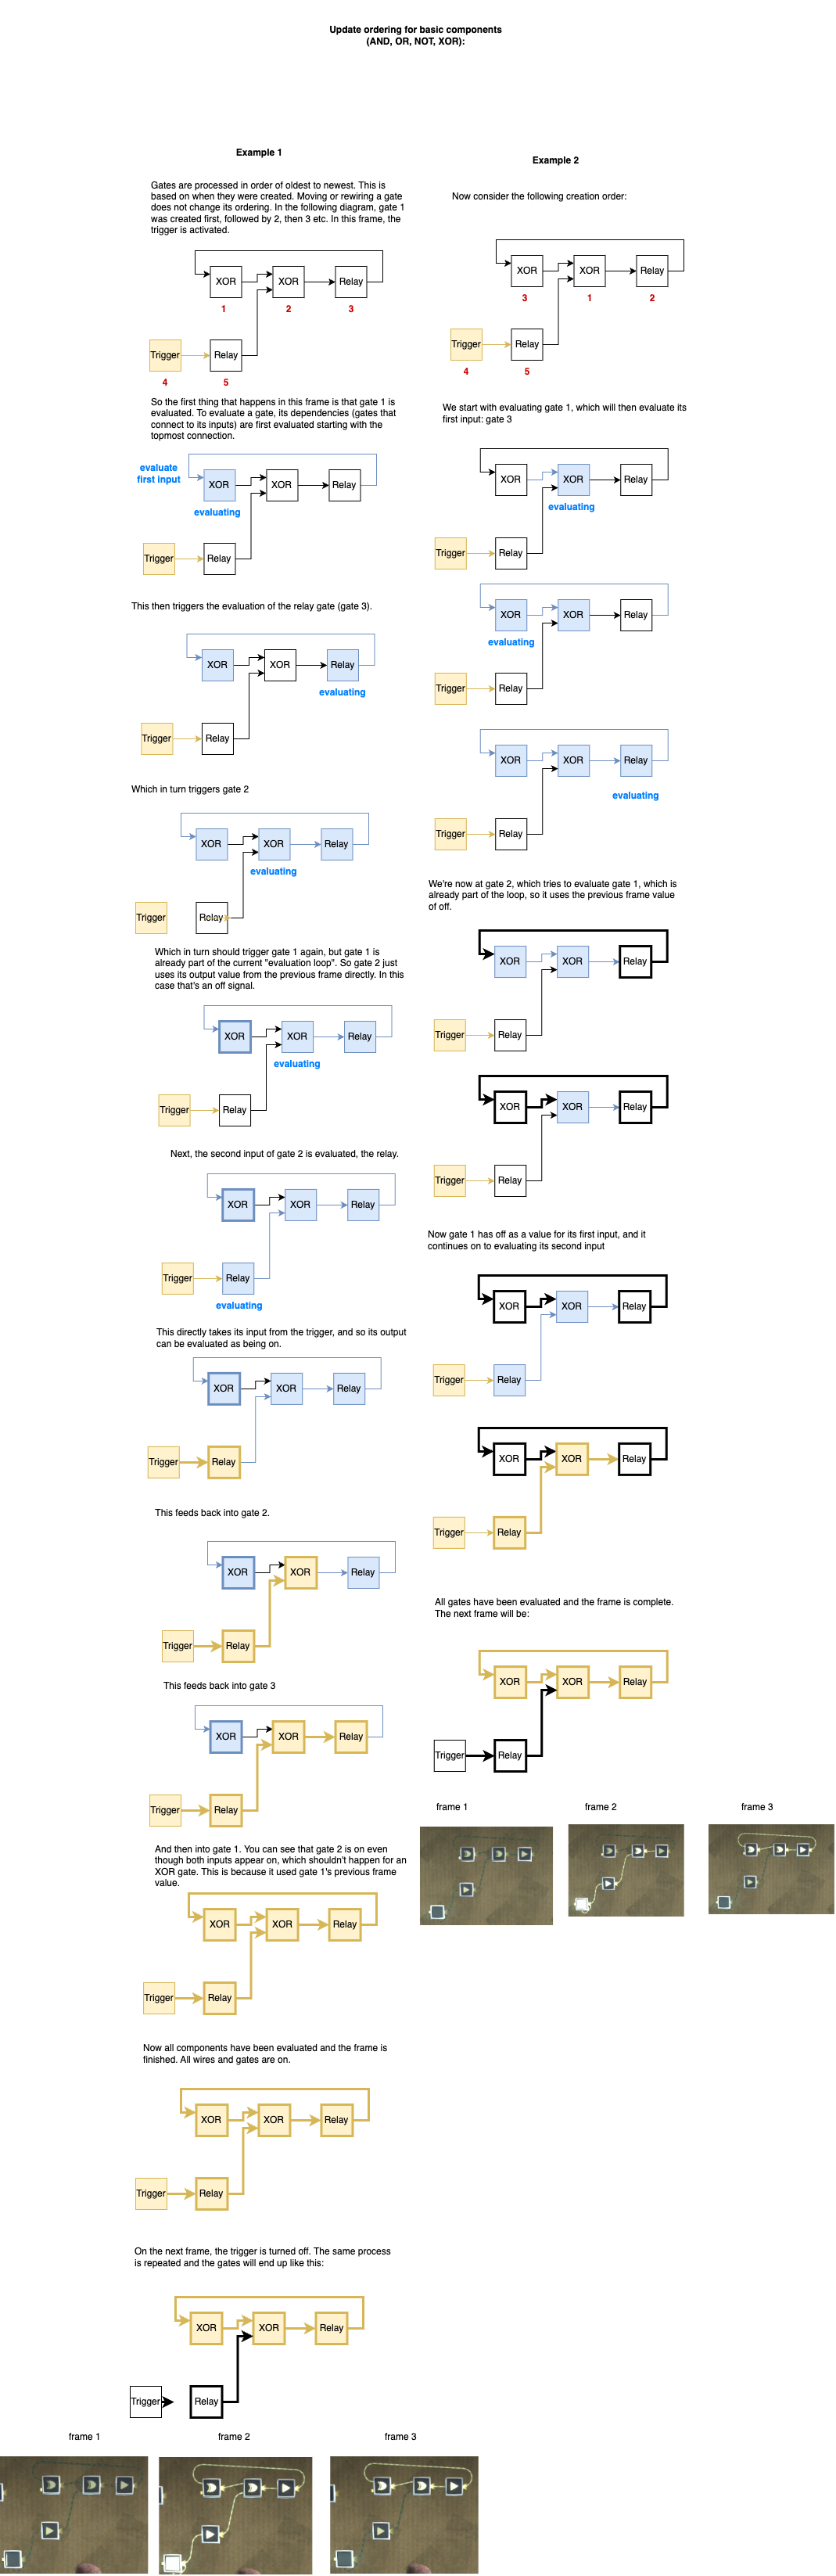 Update ordering for basic components
(AND, OR, NOT, XOR):
Example 1
Gates are processed in order of oldest to newest. This is
based on when they were created. Moving or rewiring a gate
does not change its ordering. In the following diagram, gate 1
was created first, followed by 2, then 3 etc. In this frame, the
trigger is activated.
XOR
XOR
Relay
1
2
3
Trigger
Relay
4
5
So the first thing that happens in this frame is that gate 1 is
evaluated. To evaluate a gate, its dependencies (gates that
connect to its inputs) are first evaluated starting with the
topmost connection.
evaluate
first input
XOR
XOR
Relay
evaluating
Trigger
Relay
This then triggers the evaluation of the relay gate (gate 3).
XOR
XOR
Relay
evaluating
Trigger
Relay
Which in turn triggers gate 2
XOR
XOR
Relay
evaluating
Trigger
Relay
Which in turn should trigger gate 1 again, but gate 1 is
already part of the current "evaluation loop". So gate 2 just
uses its output value from the previous frame directly. In this
case that's an off signal.
XOR
XOR
Relay
evaluating
Trigger
Relay
Next, the second input of gate 2 is evaluated, the relay.
XOR
XOR
Relay
Trigger
Relay
evaluating
This directly takes its input from the trigger, and so its output
can be evaluated as being on.
XOR
XOR
Relay
Trigger
Relay
This feeds back into gate 2.
XOR
XOR
Relay
Trigger
Relay
This feeds back into gate 3
XOR
XOR
Relay
Trigger
Relay
And then into gate 1. You can see that gate 2 is on even
though both inputs appear on, which shouldn't happen for an
XOR gate. This is because it used gate 1's previous frame
value.
XOR
XOR
Relay
Trigger
Relay
Now all components have been evaluated and the frame is
finished. All wires and gates are on.
XOR
XOR
Relay
Trigger
Relay
On the next frame, the trigger is turned off. The same process
is repeated and the gates will end up like this:
XOR
XOR
Relay
Trigger
Relay
frame 1
frame 2
frame 3
Example 2
Now consider the following creation order:
XOR
XOR
Relay
3
1
2
Trigger
Relay
4
5
We start with evaluating gate 1, which will then evaluate its
first input: gate 3
XOR
XOR
Relay
evaluating
Trigger
Relay
XOR
XOR
Relay
evaluating
Trigger
Relay
XOR
XOR
Relay
evaluating
Trigger
Relay
We're now at gate 2, which tries to evaluate gate 1, which is
already part of the loop, so it uses the previous frame value
of off.
XOR
XOR
Relay
Trigger
Relay
XOR
XOR
Relay
Trigger
Relay
Now gate 1 has off as a value for its first input, and it
continues on to evaluating its second input
XOR
XOR
Relay
Trigger
Relay
XOR
XOR
Relay
Trigger
Relay
All gates have been evaluated and the frame is complete.
The next frame will be:
XOR
XOR
Relay
Trigger
Relay
frame 1
frame 2
frame 3